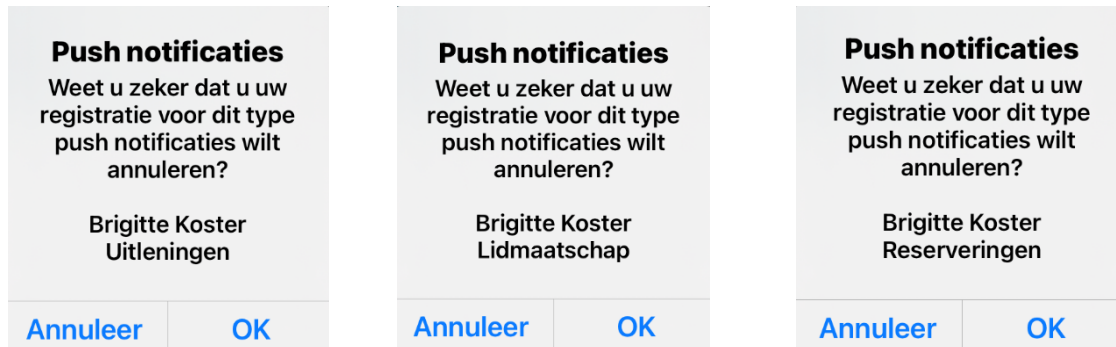 Push notificaties
Weet u zeker dat u uw
registratie voor dit type
push notificaties wilt
annuleren?
Brigitte Koster
Uitleningen
Annuleer OK
Push notificaties
Weet u zeker dat u uw
registratie voor dit type
push notificaties wilt
annuleren?
Brigitte Koster
Lidmaatschap
Annuleer OK
Push notificaties
Weet u zeker dat u uw
registratie voor dit type
push notificaties wilt
annuleren?
Brigitte Koster
Reserveringen
Annuleer OK